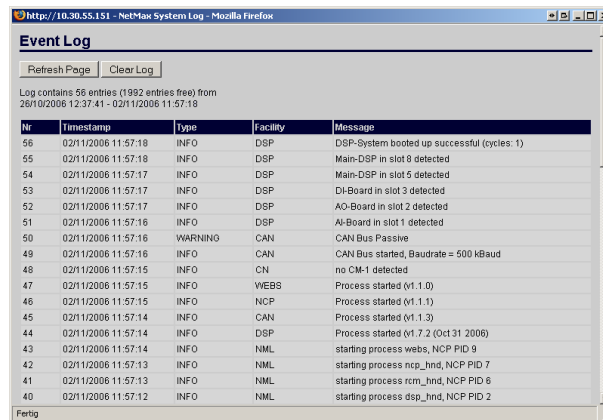 http://10.30.55.151 - NetMax System Log - Mozilla Firefox
Event Log
Refresh Page Clear Log
Log contains 56 entries (1992 entries free) from
26/10/2006 12:37:41 - 02/11/2006 11:57:18
Nr Timestamp Type Facility Message
56 02/11/2006 11:57:18 INFO DSP DSP-System booted up successful (cycles: 1)
55 02/11/2006 11:57:18 INFO DSP Main-DSP in slot 8 detected
54 02/11/2006 11:57:17 INFO DSP Main-DSP in slot 5 detected
53 02/11/2006 11:57:17 INFO DSP DI-Board in slot 3 detected
52 02/11/2006 11:57:17 INFO DSP AO-Board in slot 2 detected
51 02/11/2006 11:57:16 INFO DSP AI-Board in slot 1 detected
50 02/11/2006 11:57:16 WARNING CAN CAN Bus Passive
49 02/11/2006 11:57:16 INFO CAN CAN Bus started, Baudrate = 500 kBaud
48 02/11/2006 11:57:15 INFO CN no CM-1 detected
47 02/11/2006 11:57:15 INFO WEBS Process started (v1.1.0)
46 02/11/2006 11:57:15 INFO NCP Process started (v1.1.1)
45 02/11/2006 11:57:14 INFO CAN Process started (v1.1.3)
44 02/11/2006 11:57:14 INFO DSP Process started (v1.7.2 (Oct 31 2006)
43 02/11/2006 11:57:14 INFO NML starting process webs, NCP PID 9
42 02/11/2006 11:57:13 INFO NML starting process ncp_hnd, NCP PID 7
41 02/11/2006 11:57:13 INFO NML starting process rcm_hnd, NCP PID 6
40 02/11/2006 11:57:12 INFO NML starting process dsp_hnd, NCP PID 2
Fertig